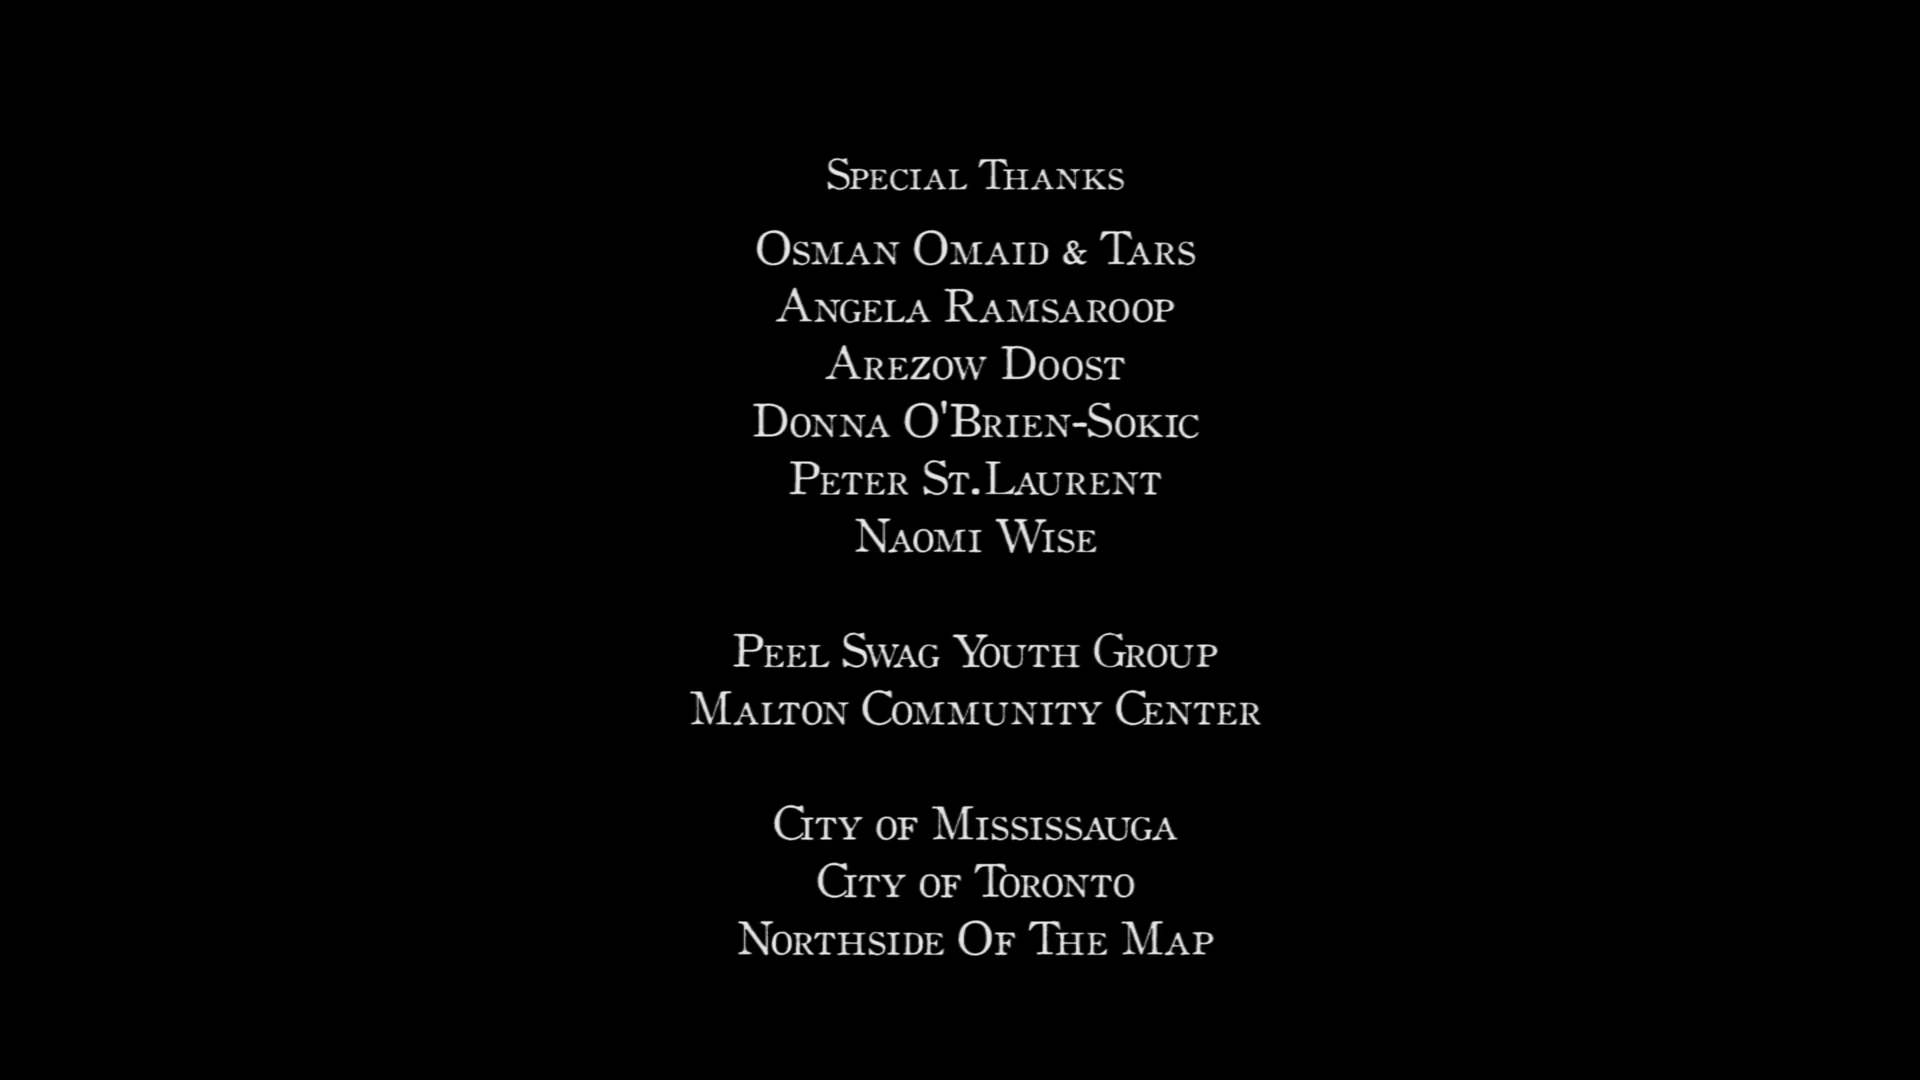 Special Thanks
Osman Omaid & Tars
Angela Ramsaroop
Arezow Doost
Donna O'Brien-Sokic
Peter St.Laurent
Naomi Wise
Peel Swag Youth Group
Malton Community Center
City of Mississauga
City of Toronto
Northside Of The Map